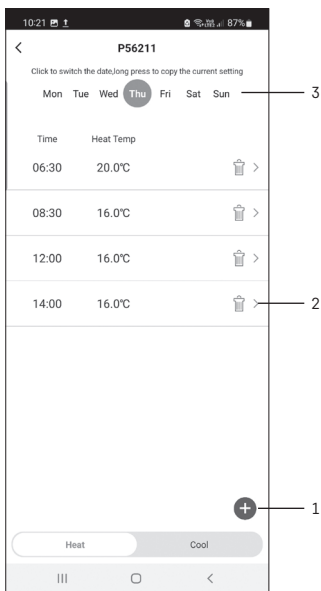 10:21 87%
P56211
Click to switch the date,long press to copy the current setting
Mon Tue Wed Thu Fri Sat Sun
3
Time Heat Temp
06:30 20.0℃
08:30 16.0℃
12:00 16.0℃
14:00 16.0℃
2
1
Heat Cool